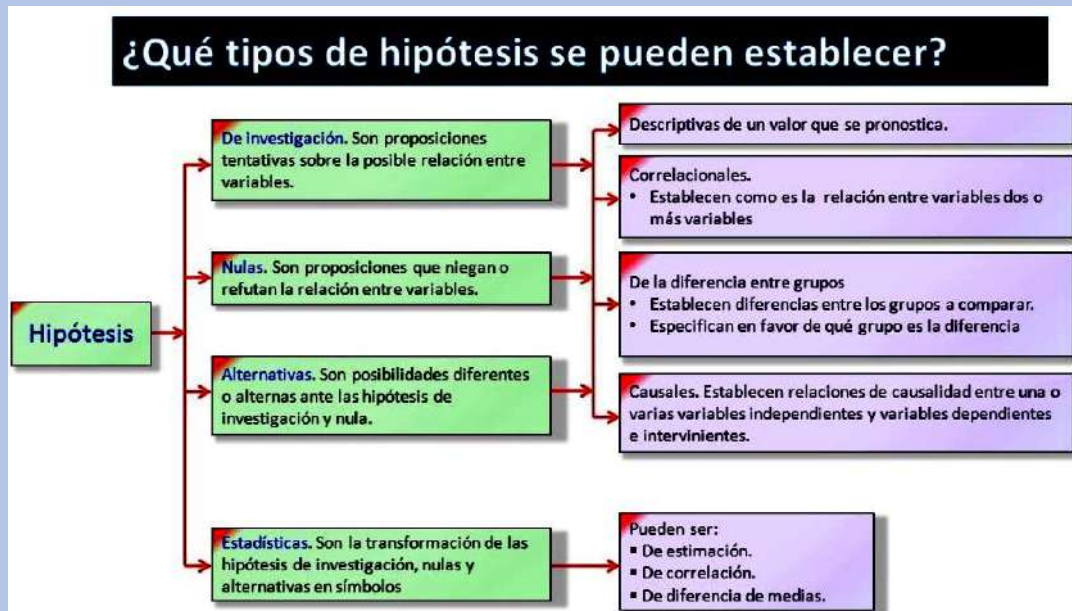 ¿Qué tipos de hipótesis se pueden establecer?
Hipótesis
De investigación. Son proposiciones
tentativas sobre la posible relación entre
variables.
Nulas. Son proposiciones que niegan o
refutan la relación entre variables.
Alternativas. Son posibilidades diferentes
o alternas ante las hipótesis de
investigación y nula.
Estadísticas. Son la transformación de las
hipótesis de investigación, nulas y
alternativas en símbolos
Descriptivas de un valor que se pronostica.
Correlacionales.
• Establecen como es la relación entre variables dos o
más variables
De la diferencia entre grupos
• Establecen diferencias entre los grupos a comparar.
• Especifican en favor de qué grupo es la diferencia
Causales. Establecen relaciones de causalidad entre una o
varias variables independientes y variables dependientes
e intervinientes.
Pueden ser:
▪ De estimación.
▪ De correlación.
▪ De diferencia de medias.